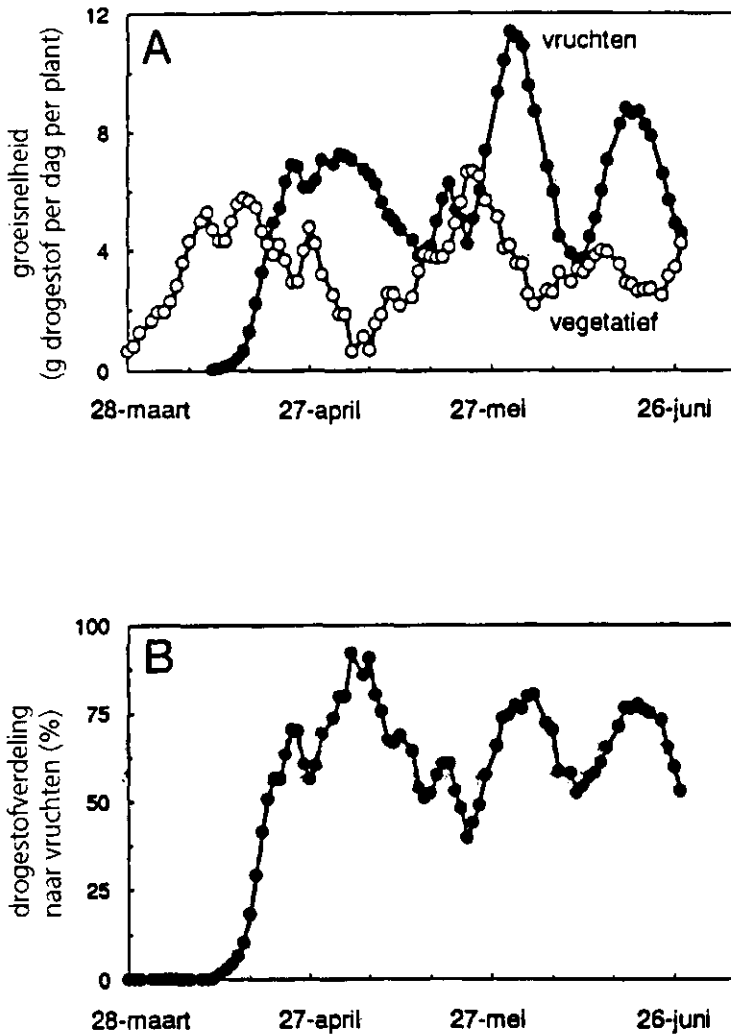 A
groeisnelheid
(g drogestof per dag per plant)
12
8
4
0
vruchten
vegetatief
28-maart 27-april 27-mei 26-juni
B
drogestofverdeling
naar vruchten (%)
100
75
50
25
0
28-maart 27-april 27-mei 26-juni